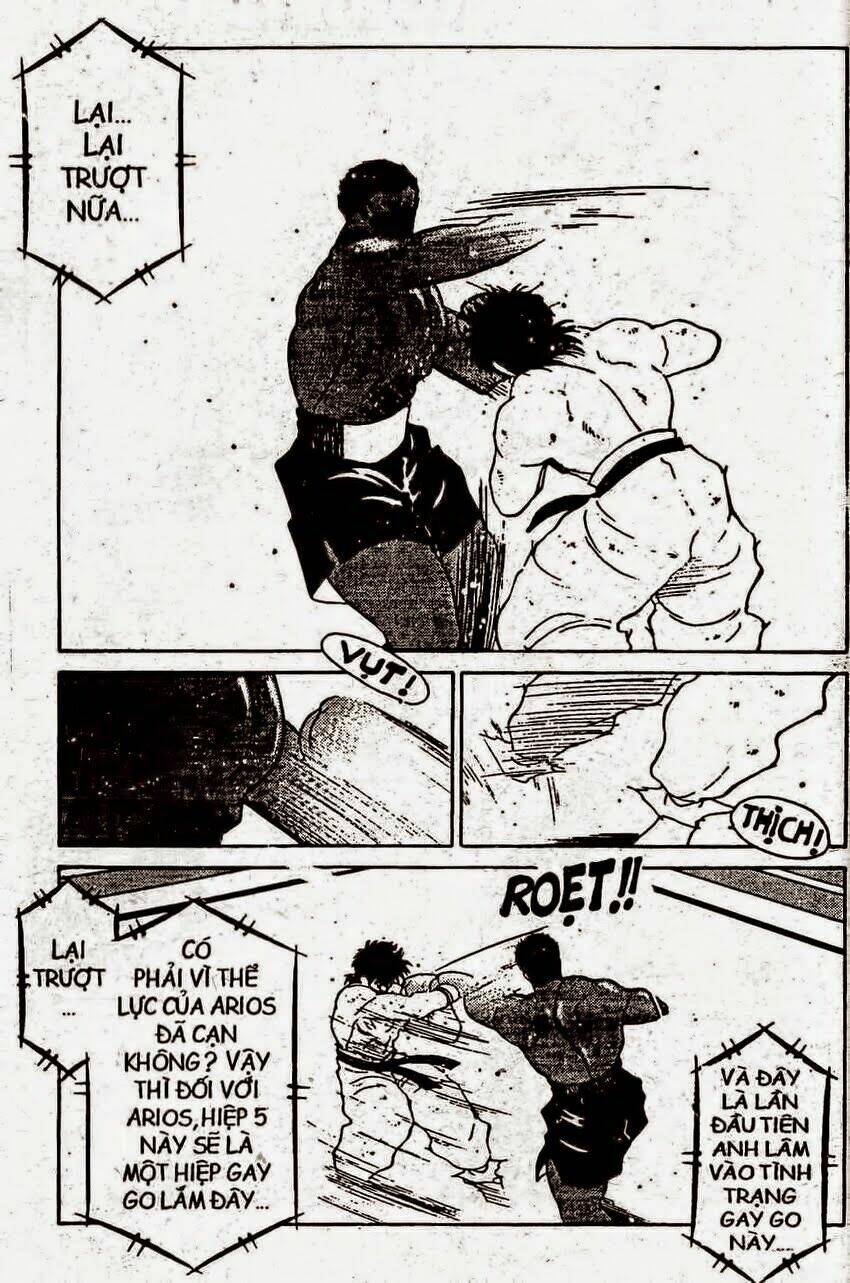 LẠI...
LẠI
TRƯỢT
NỮA...
VỤT!
THỊCH!
ROẸT!!
LẠI
TRƯỢT
...
CÓ
PHẢI VÌ THỂ
LỰC CỦA ARIOS
ĐÃ CẠN
KHÔNG? VẬY
THÌ ĐỐI VỚI
ARIOS, HIỆP 5
NÀY SẼ LÀ
MỘT HIỆP GAY
GO LẮM ĐÂY...
VÀ ĐÂY
LÀ LẦN
ĐẦU TIÊN
ANH LÂM
VÀO TÌNH
TRẠNG
GAY GO
NÀY.....